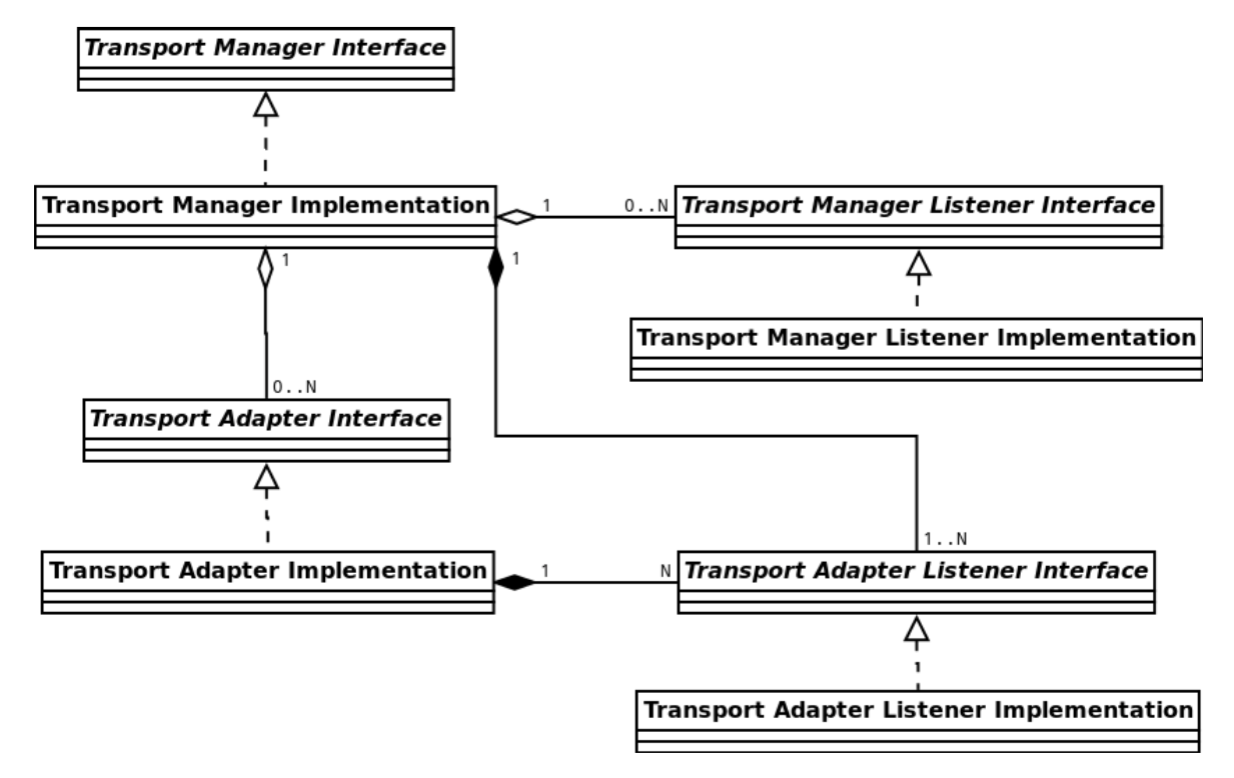 Transport Manager Interface
Transport Manager Implementation
1
0..N
Transport Manager Listener Interface
1
1
Transport Manager Listener Implementation
0..N
Transport Adapter Interface
1..N
Transport Adapter Implementation
1
N
Transport Adapter Listener Interface
Transport Adapter Listener Implementation